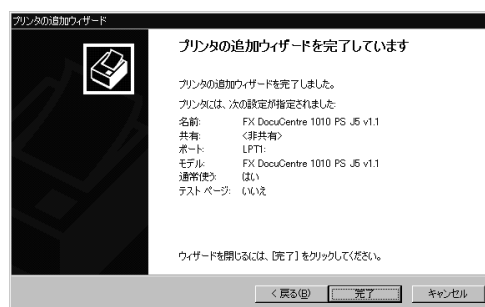 プリンタの追加ウィザード
プリンタの追加ウィザードを完了しています
プリンタの追加ウィザードを完了しました。
プリンタには、次の設定が指定されました:
名前: FX DocuCentre 1010 PS J5 v1.1
共有: <非共有>
ポート: LPT1:
モデル: FX DocuCentre 1010 PS J5 v1.1
通常使う: はい
テスト ページ: いいえ
ウィザードを閉じるには、[完了] をクリックしてください。
< 戻る(B) 完了 キャンセル